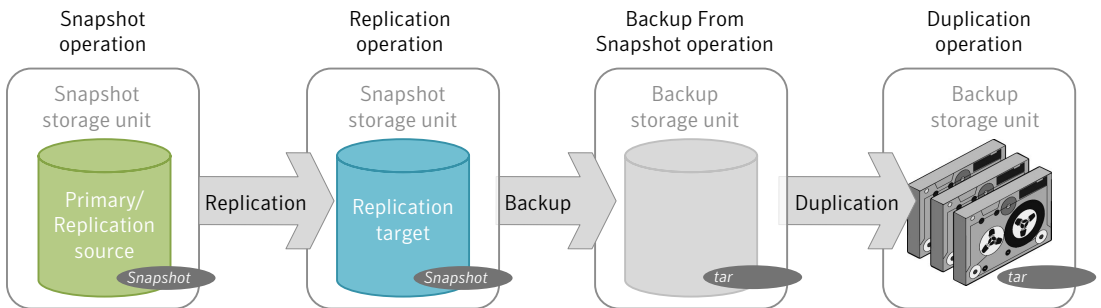 Snapshot
operation
Snapshot
storage unit
Primary/
Replication
source
Snapshot
Replication
Replication
operation
Snapshot
storage unit
Replication
target
Snapshot
Backup
Backup From
Snapshot operation
Backup
storage unit
tar
Duplication
Duplication
operation
Backup
storage unit
tar